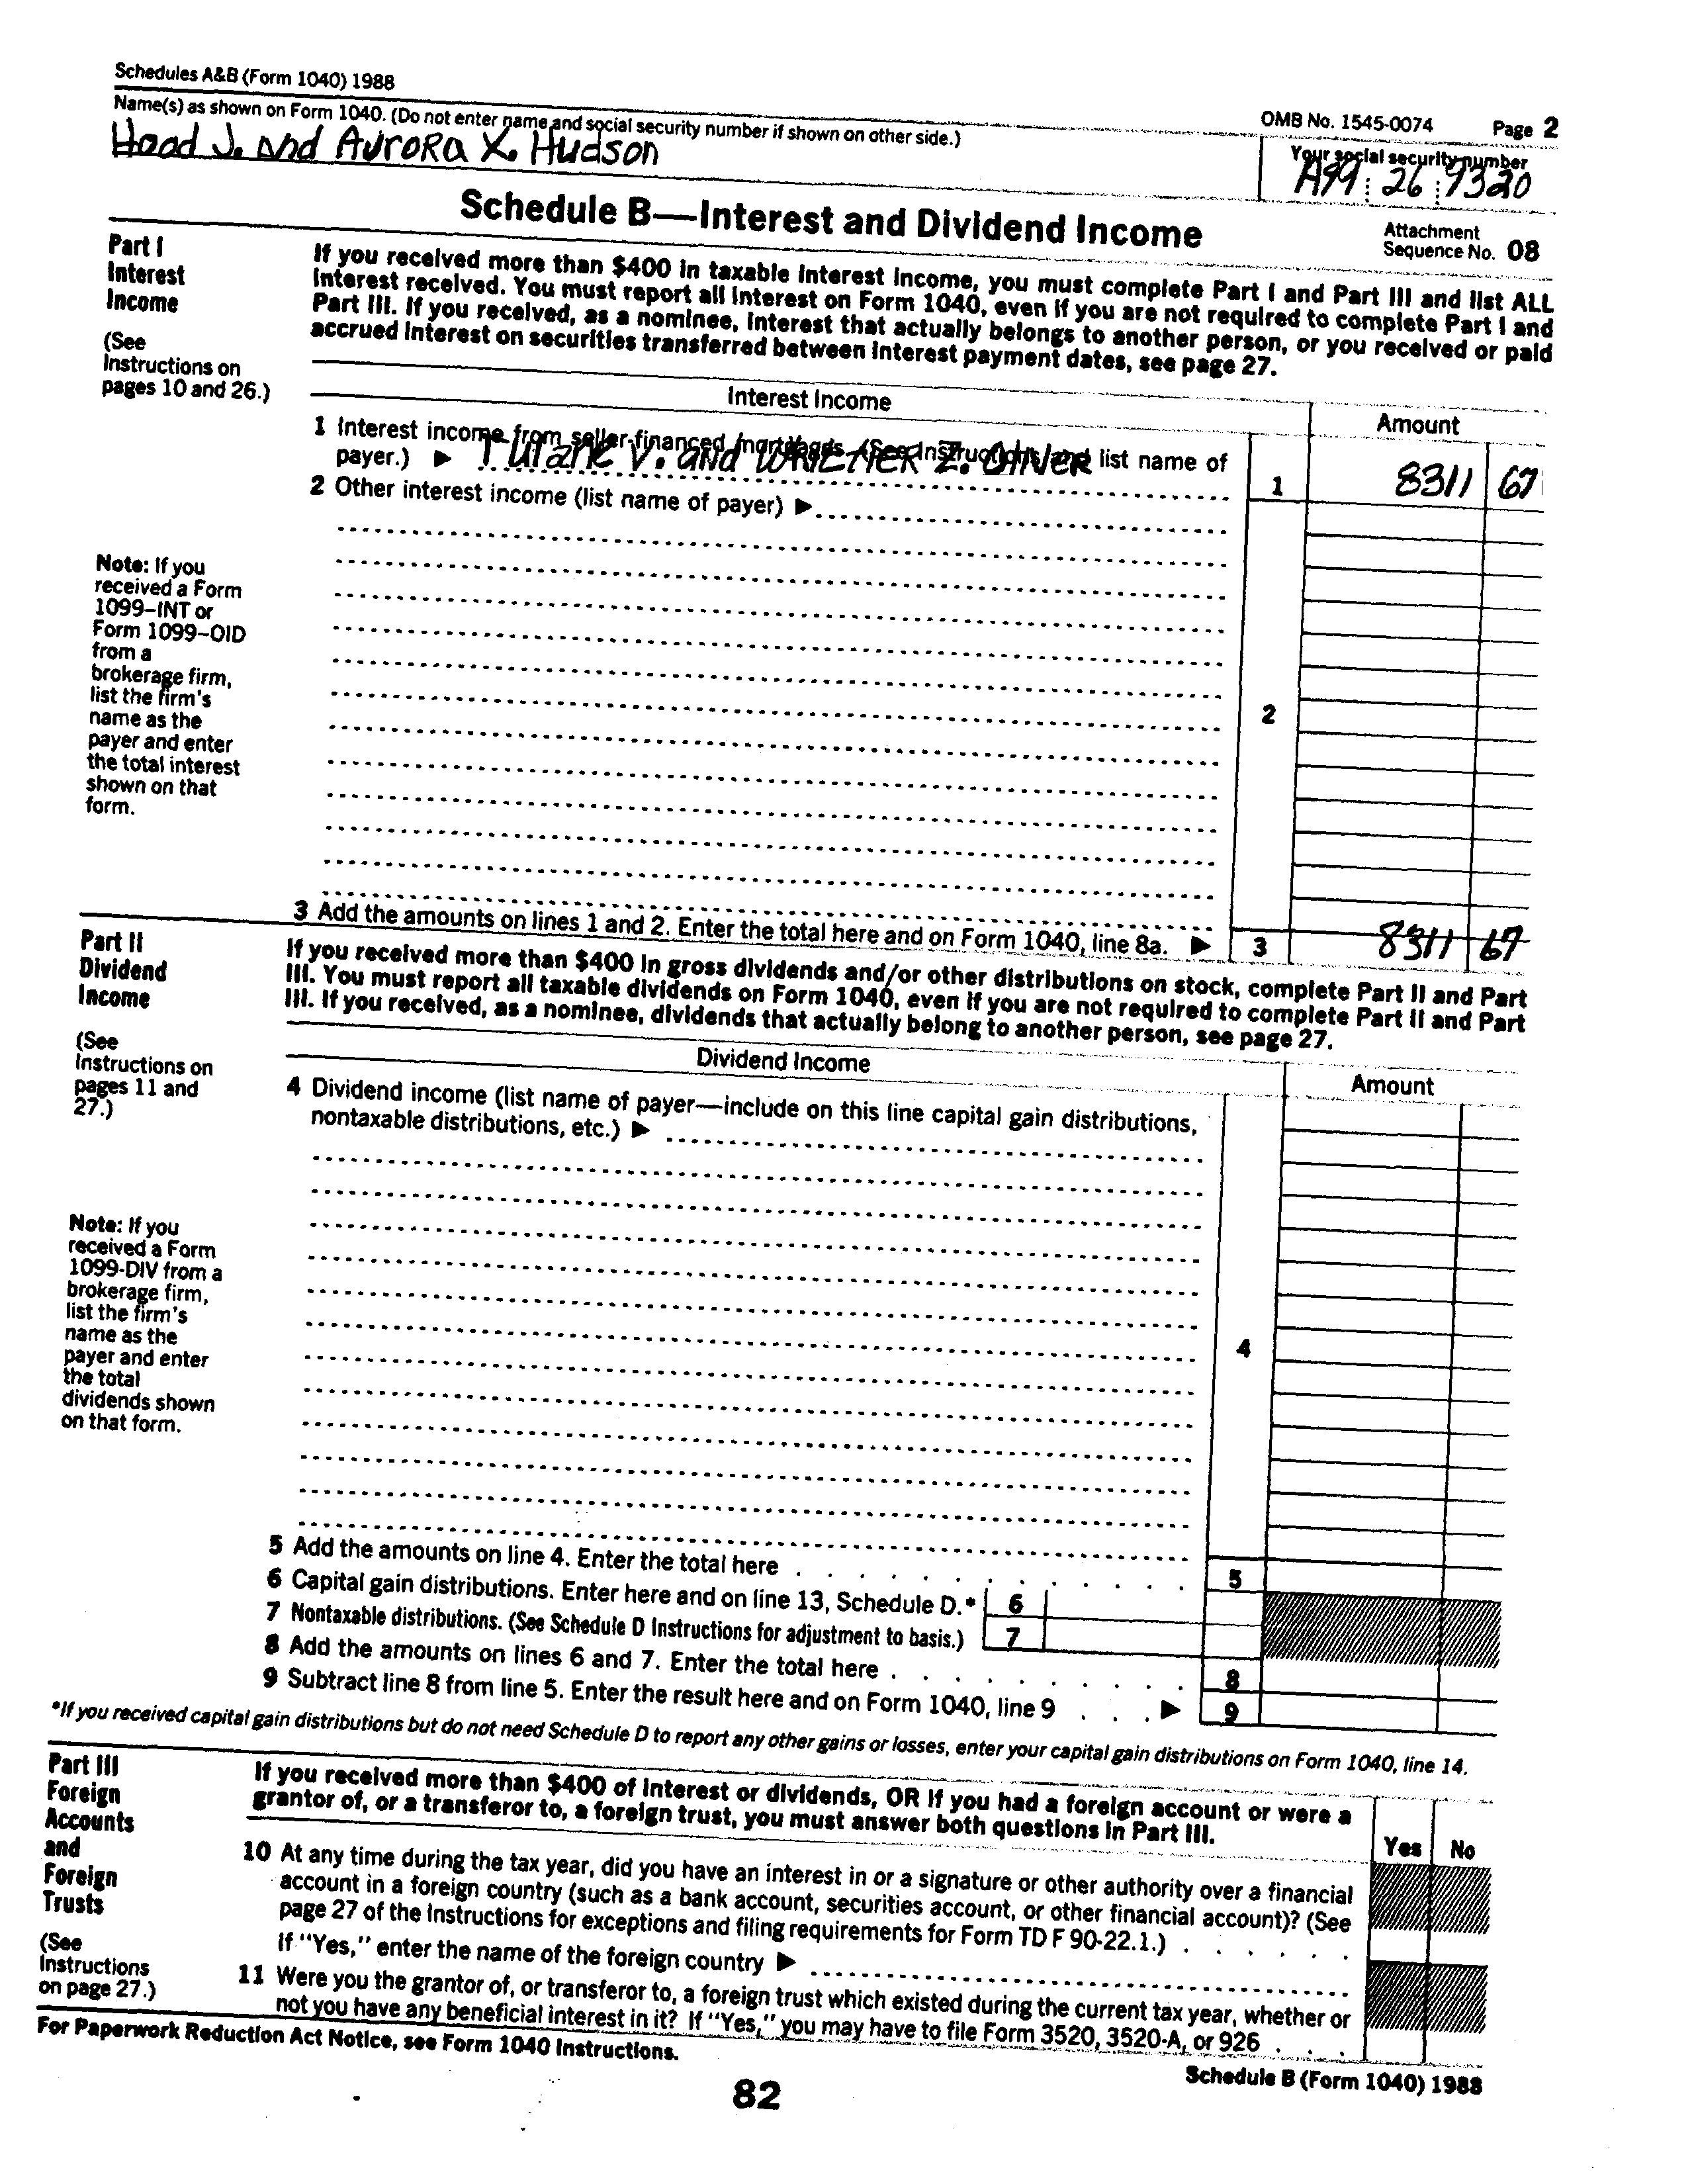 Schedules A&B (Form 1040) 1988
OMB No. 1545-0074
Page 2
Name(s) as shown on Form 1040. (Do not enter name and social security number if shown on other side.)
Your social security number
J. and Aurora X. Hudson
A99 26 9320
Schedule B—Interest and Dividend Income
Attachment
Sequence No. 08
Part I
Interest
Income
(See
Instructions on
pages 10 and 26.)
If you received more than $400 in taxable interest income, you must complete Part I and Part III and list ALL
interest received. You must report all interest on Form 1040, even if you are not required to complete Part I and
Part III. If you received, as a nominee, interest that actually belongs to another person, or you received or paid
accrued interest on securities transferred between interest payment dates, see page 27.
Interest Income
Amount
1 Interest income from seller-financed mortgages. (See Instructions and list name of
payer.) ▶ Tulane V. and Z. Oliver
1
8311 67
2 Other interest income (list name of payer) ▶
Note: If you
received a Form
1099–INT or
Form 1099–OID
from a
brokerage firm,
list the firm's
name as the
payer and enter
the total interest
shown on that
form.
2
3 Add the amounts on lines 1 and 2. Enter the total here and on Form 1040, line 8a. ▶
3
8311 67
Part II
Dividend
Income
(See
Instructions on
pages 11 and
27.)
If you received more than $400 in gross dividends and/or other distributions on stock, complete Part II and Part
III. You must report all taxable dividends on Form 1040, even if you are not required to complete Part II and Part
III. If you received, as a nominee, dividends that actually belong to another person, see page 27.
Dividend Income
Amount
4 Dividend income (list name of payer—include on this line capital gain distributions,
nontaxable distributions, etc.) ▶
Note: If you
received a Form
1099-DIV from a
brokerage firm,
list the firm's
name as the
payer and enter
the total
dividends shown
on that form.
4
5 Add the amounts on line 4. Enter the total here
5
6 Capital gain distributions. Enter here and on line 13, Schedule D.* 6
7 Nontaxable distributions. (See Schedule D Instructions for adjustment to basis.) 7
8 Add the amounts on lines 6 and 7. Enter the total here
8
9 Subtract line 8 from line 5. Enter the result here and on Form 1040, line 9 ▶
9
*If you received capital gain distributions but do not need Schedule D to report any other gains or losses, enter your capital gain distributions on Form 1040, line 14.
Part III
Foreign
Accounts
and
Foreign
Trusts
(See
Instructions
on page 27.)
If you received more than $400 of interest or dividends, OR if you had a foreign account or were a
grantor of, or a transferor to, a foreign trust, you must answer both questions in Part III.
Yes No
10 At any time during the tax year, did you have an interest in or a signature or other authority over a financial
account in a foreign country (such as a bank account, securities account, or other financial account)? (See
page 27 of the Instructions for exceptions and filing requirements for Form TD F 90-22.1.)
If "Yes," enter the name of the foreign country ▶
11 Were you the grantor of, or transferor to, a foreign trust which existed during the current tax year, whether or
not you have any beneficial interest in it? If "Yes," you may have to file Form 3520, 3520-A, or 926
For Paperwork Reduction Act Notice, see Form 1040 Instructions.
Schedule B (Form 1040) 1988
82